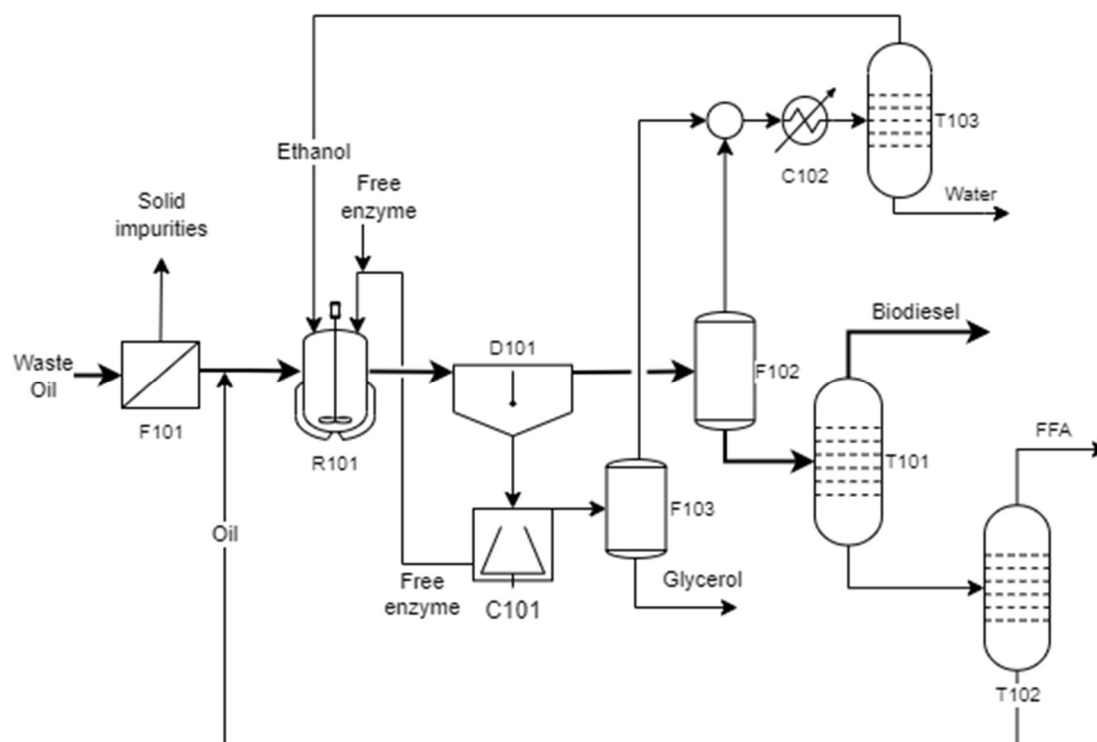 T103
Ethanol
C102
Free
enzyme
Water
Solid
impurities
Biodiesel
D101
Waste
Oil
F102
F101
R101
FFA
T101
F103
Oil
Free
enzyme
Glycerol
C101
T102